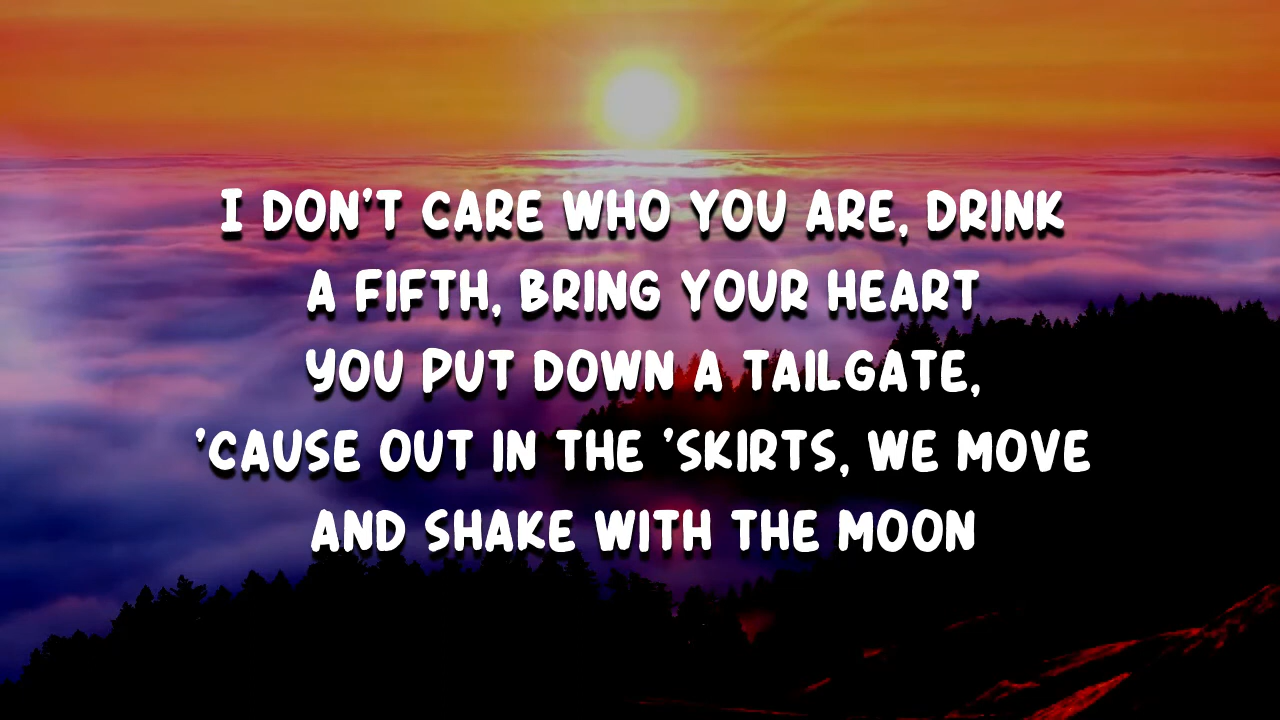 I DON'T CARE WHO YOU ARE, DRINK
A FIFTH, BRING YOUR HEART
YOU PUT DOWN A TAILGATE,
'CAUSE OUT IN THE 'SKIRTS, WE MOVE
AND SHAKE WITH THE MOON